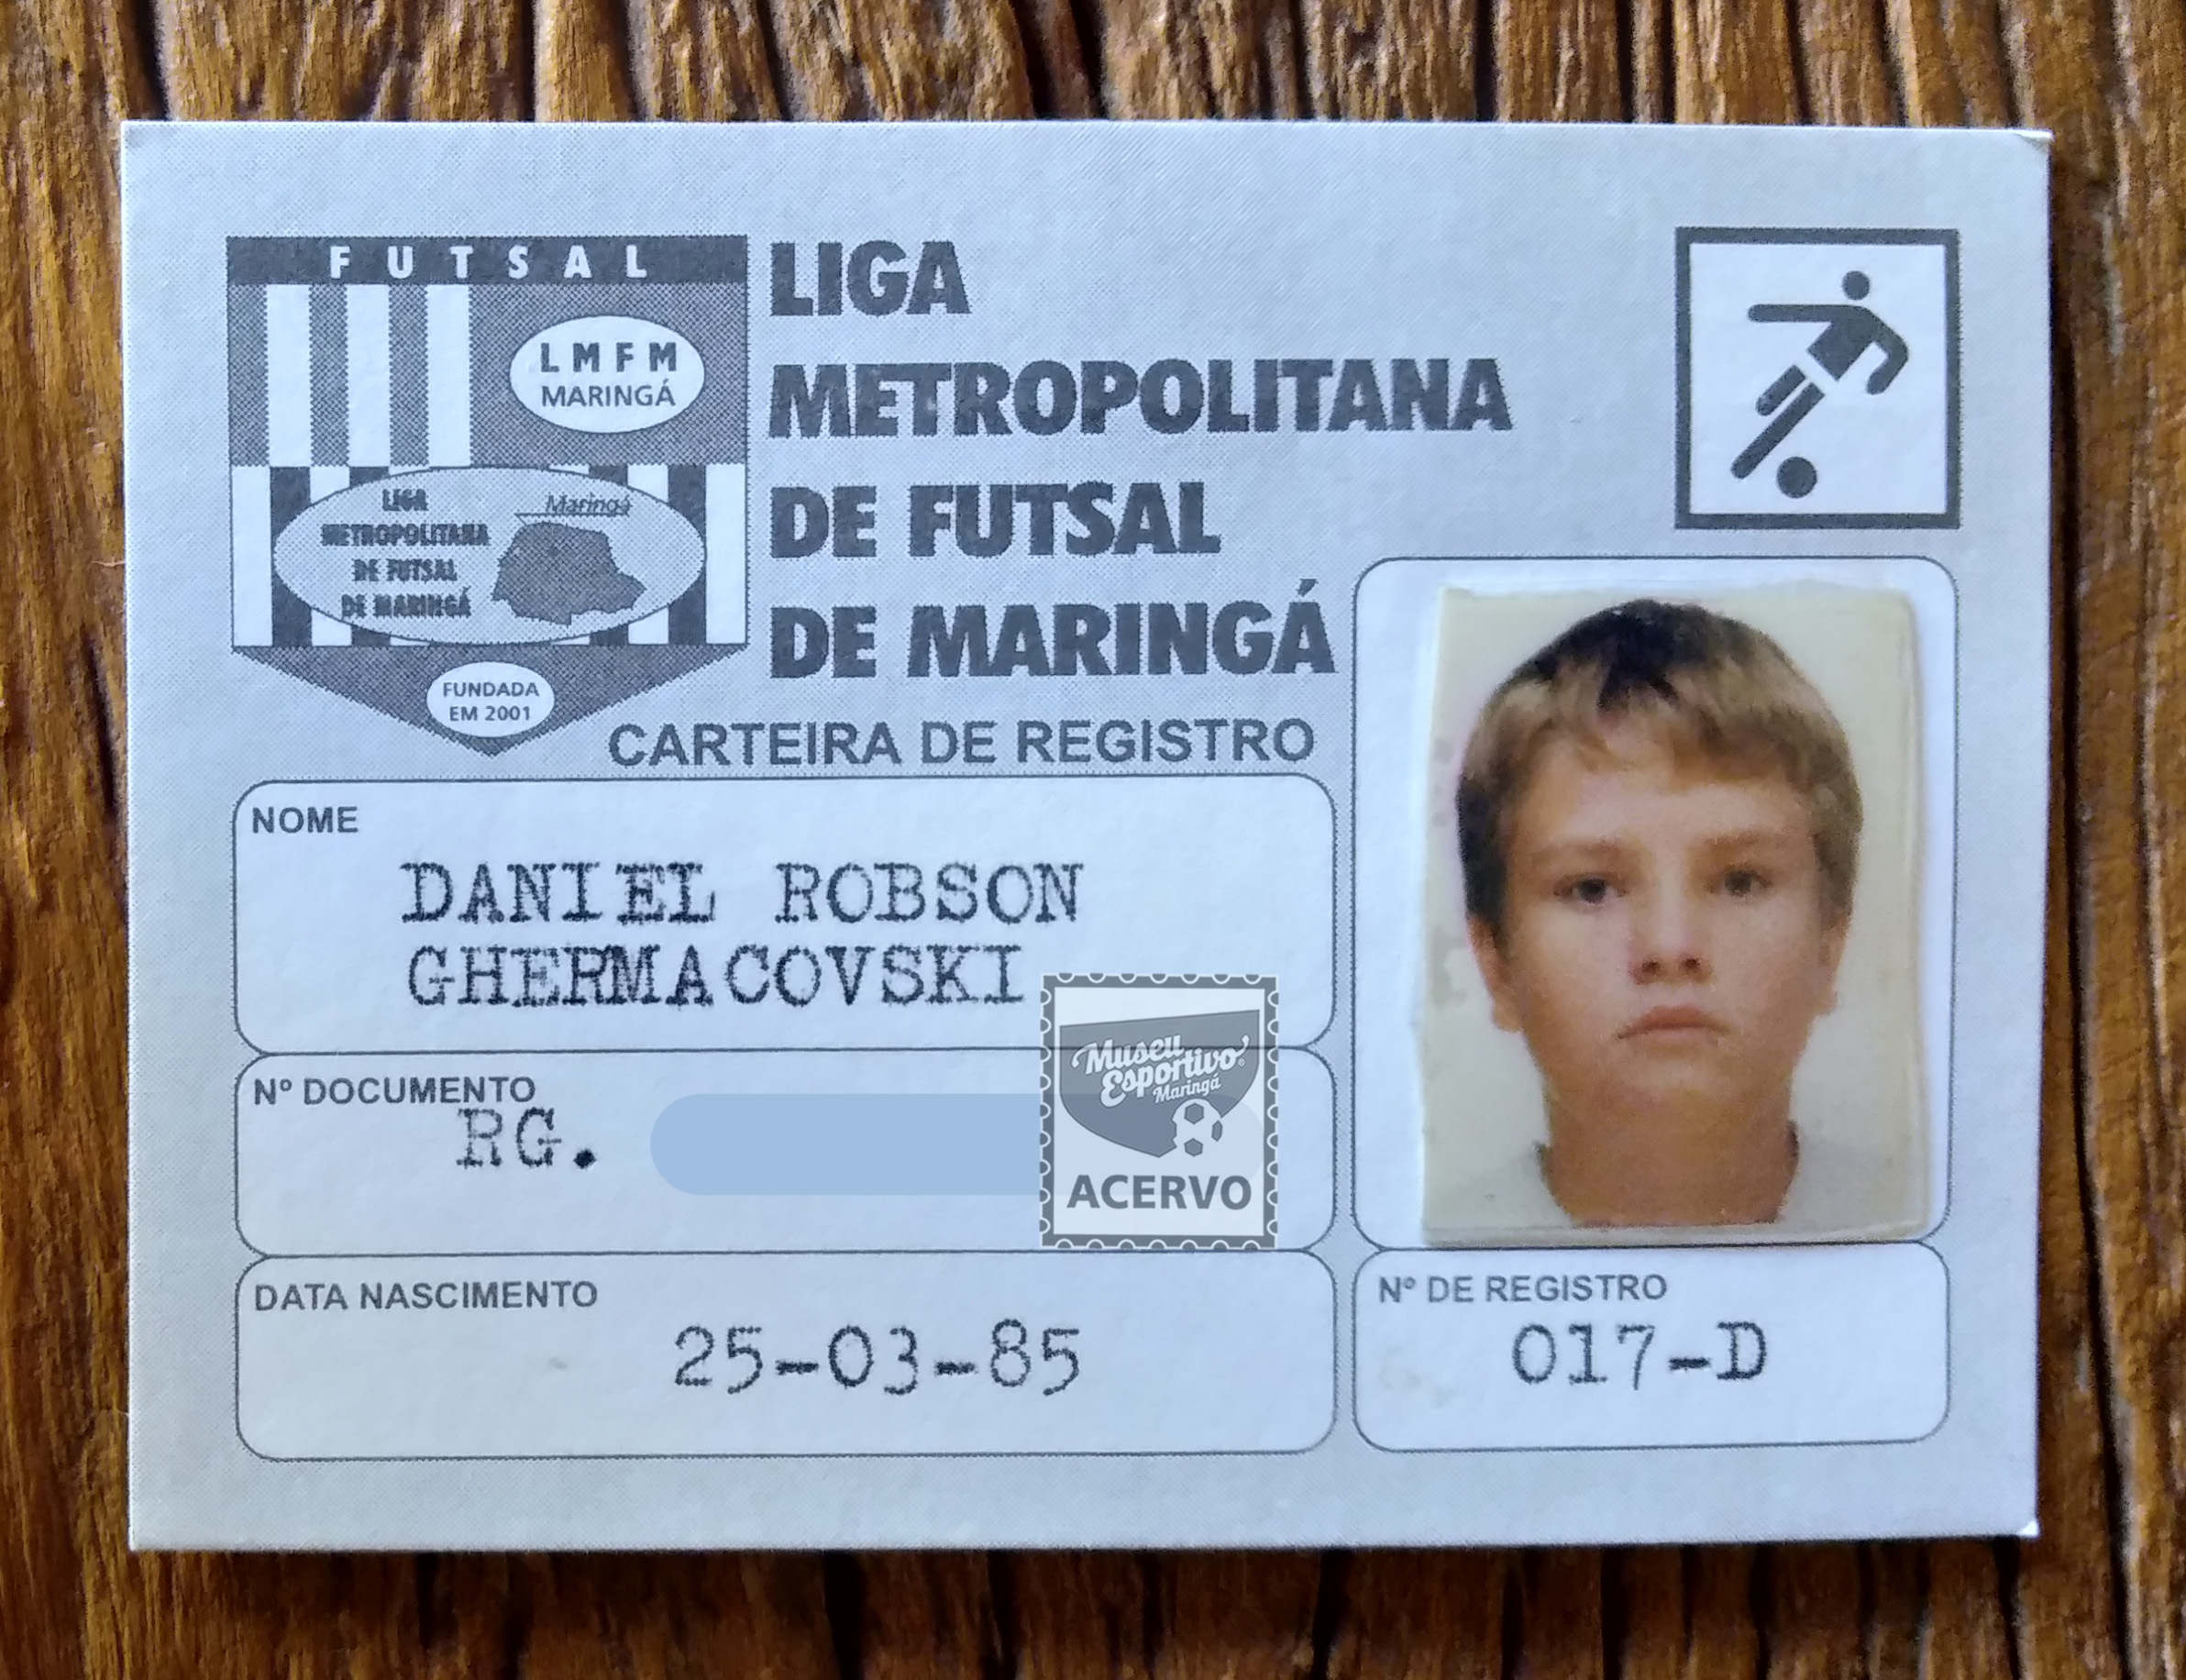 FUTSAL
LMFM
MARINGÁ
LIGA
METROPOLITANA
DE FUTSAL
DE MARINGÁ
Maringá
FUNDADA
EM 2001
LIGA
METROPOLITANA
DE FUTSAL
DE MARINGÁ
CARTEIRA DE REGISTRO
NOME
DANIEL ROBSON
GHERMACOVSKI
Nº DOCUMENTO
RG.
Museu
Esportivo
Maringá
ACERVO
DATA NASCIMENTO
25-03-85
Nº DE REGISTRO
017-D